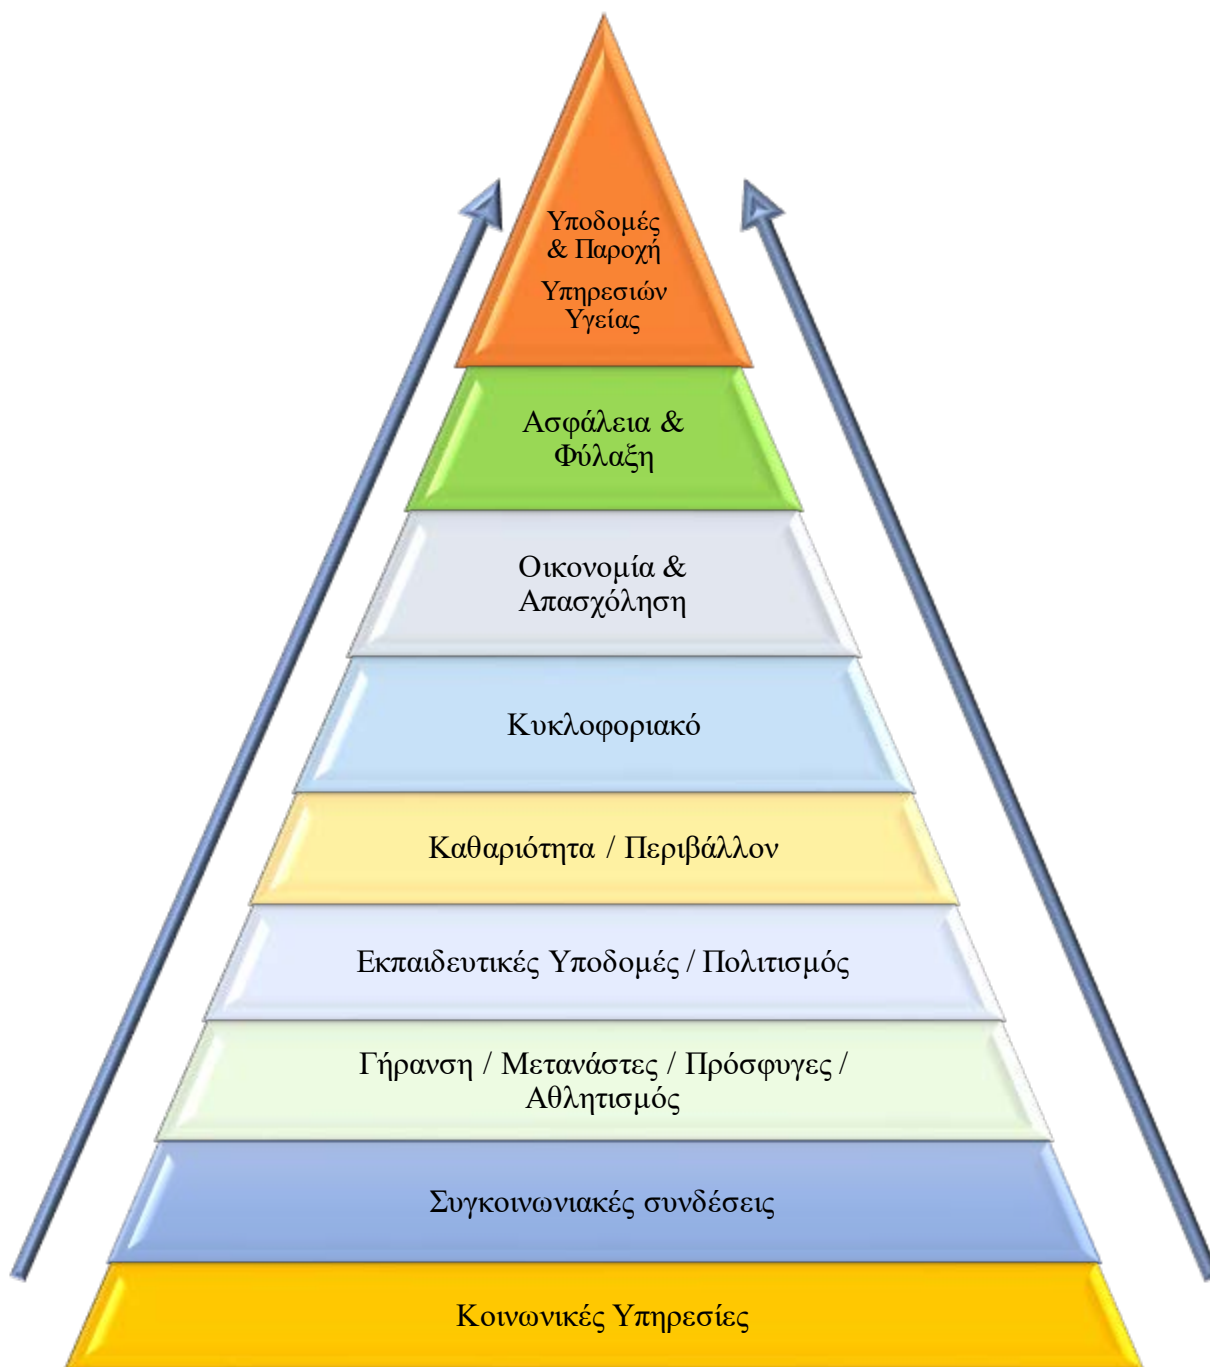 Υποδομές
& Παροχή
Υπηρεσιών
Υγείας
Ασφάλεια &
Φύλαξη
Οικονομία &
Απασχόληση
Κυκλοφοριακό
Καθαριότητα / Περιβάλλον
Εκπαιδευτικές Υποδομές / Πολιτισμός
Γήρανση / Μετανάστες / Πρόσφυγες /
Αθλητισμός
Συγκοινωνιακές συνδέσεις
Κοινωνικές Υπηρεσίες